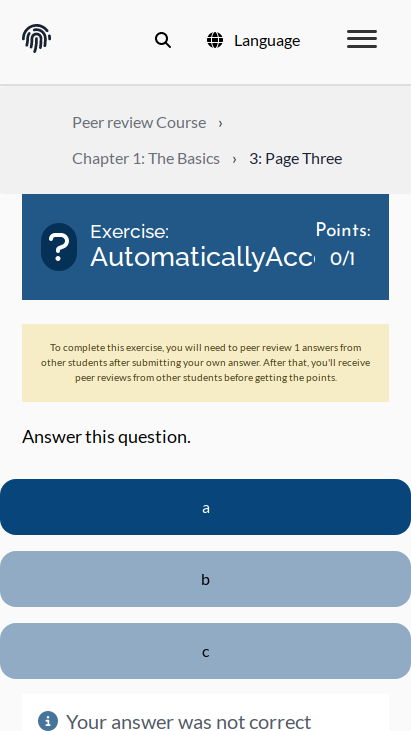 Language
Peer review Course ›
Chapter 1: The Basics › 3: Page Three
Exercise:
AutomaticallyAcc
Points:
0/1
To complete this exercise, you will need to peer review 1 answers from
other students after submitting your own answer. After that, you'll receive
peer reviews from other students before getting the points.
Answer this question.
a
b
c
Your answer was not correct